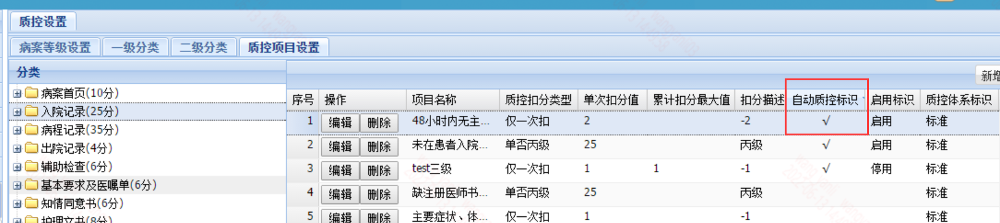 质控设置
病案等级设置 一级分类 二级分类 质控项目设置
分类
新增
病案首页(10分)
入院记录(25分)
病程记录(35分)
出院记录(4分)
辅助检查(6分)
基本要求及医嘱单(6分)
知情同意书(6分)
护理文书(8分)
序号 操作 项目名称 质控扣分类型 单次扣分值 累计扣分最大值 扣分描述 自动质控标识 启用标识 质控体系标识
1 编辑 删除 48小时内无主... 仅一次扣 2 -2 √ 启用 标准
2 编辑 删除 未在患者入院... 单否丙级 25 丙级 √ 启用 标准
3 编辑 删除 test三级 仅一次扣 1 1 -1 √ 停用 标准
4 编辑 删除 缺注册医师书... 单否丙级 25 丙级 标准
5 编辑 删除 主要症状、体... 仅一次扣 1 -1 标准